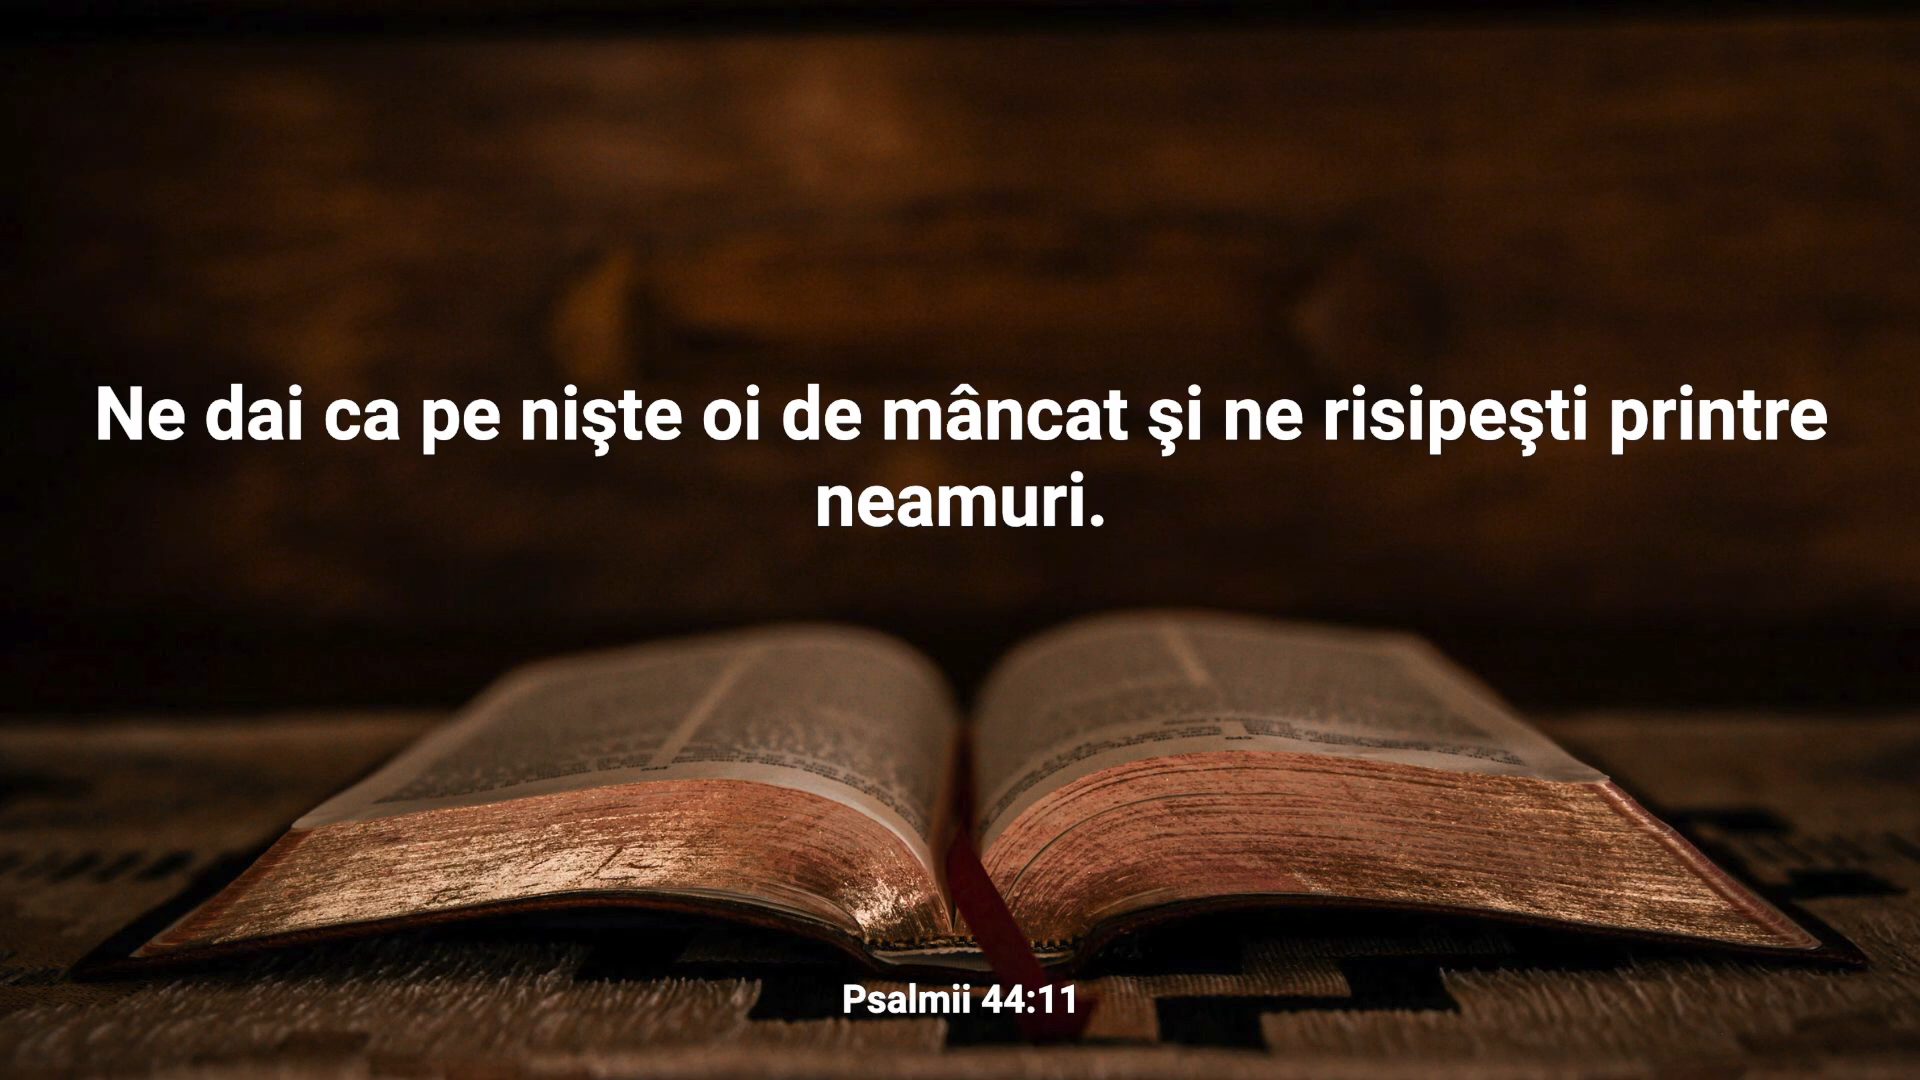 Ne dai ca pe nişte oi de mâncat şi ne risipeşti printre
neamuri.
Psalmii 44:11